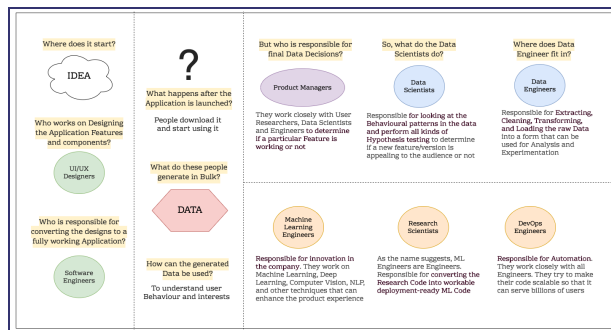 Where does it start?
IDEA
Who works on Designing
the Application Features
and components?
UI/UX
Designers
Who is responsible for
converting the designs to a
fully working Application?
Software
Engineers
?
What happens after the
Application is launched?
People download it
and start using it
What do these people
generate in Bulk?
DATA
How can the generated
Data be used?
To understand user
Behaviour and interests
But who is responsible for
final Data Decisions?
Product Managers
They work closely with User
Researchers, Data Scientists
and Engineers to determine
if a particular Feature is
working or not
So, what do the Data
Scientists do?
Data
Scientists
Responsible for looking at the
Behavioural patterns in the data
and perform all kinds of
Hypothesis testing to determine
if a new feature/version is
appealing to the audience or not
Where does Data
Engineer fit in?
Data
Engineers
Responsible for Extracting,
Cleaning, Transforming,
and Loading the raw Data
into a form that can be used
for Analysis and
Experimentation
Machine
Learning
Engineers
Responsible for innovation in
the company. They work on
Machine Learning, Deep
Learning, Computer Vision, NLP,
and other techniques that can
enhance the product experience
Research
Scientists
As the name suggests, ML
Engineers are Engineers.
Responsible for converting the
Research Code into workable
deployment-ready ML Code
DevOps
Engineers
Responsible for Automation.
They work closely with all
Engineers. They try to make
their code scalable so that it
can serve billions of users